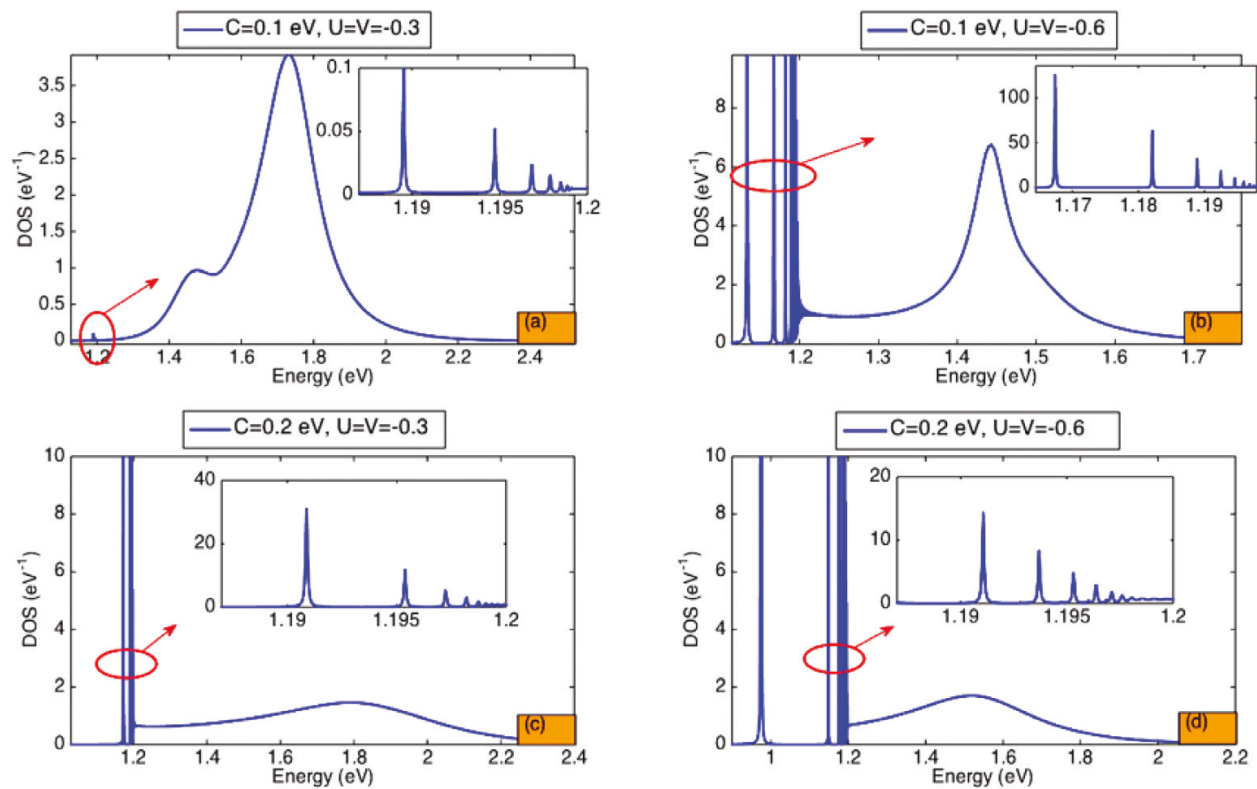 C=0.1 eV, U=V=-0.3
3.5
3
2.5
2
1.5
1
0.5
0
DOS (eV⁻¹)
0.1
0.05
0
1.19 1.195 1.2
(a)
1.2 1.4 1.6 1.8 2 2.2 2.4
Energy (eV)
C=0.1 eV, U=V=-0.6
8
6
4
2
0
DOS (eV⁻¹)
100
50
0
1.17 1.18 1.19
(b)
1.2 1.3 1.4 1.5 1.6 1.7
Energy (eV)
C=0.2 eV, U=V=-0.3
10
8
6
4
2
0
DOS (eV⁻¹)
40
20
0
1.19 1.195 1.2
(c)
1.2 1.4 1.6 1.8 2 2.2 2.4
Energy (eV)
C=0.2 eV, U=V=-0.6
10
8
6
4
2
0
DOS (eV⁻¹)
20
10
0
1.19 1.195 1.2
(d)
1 1.2 1.4 1.6 1.8 2 2.2
Energy (eV)